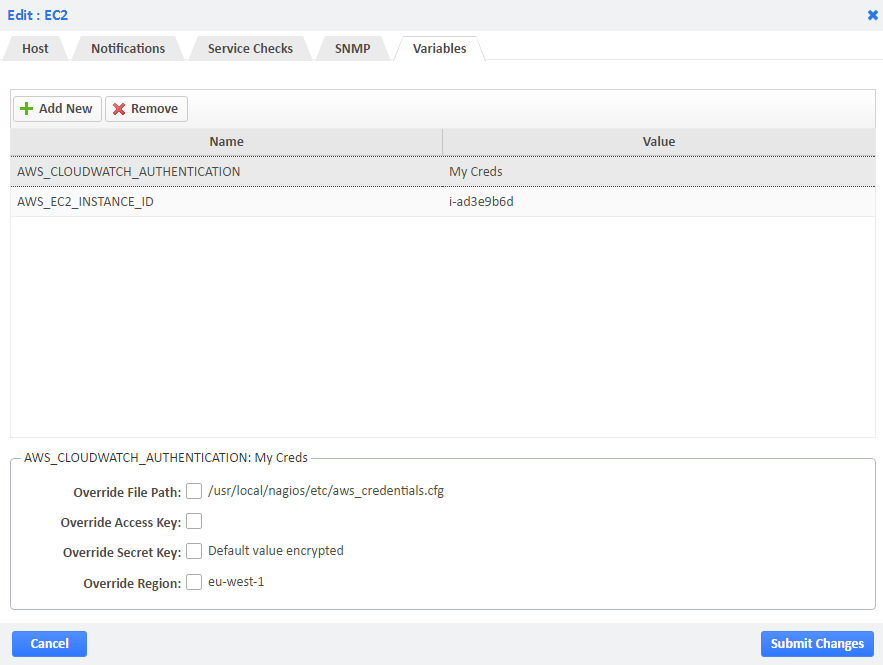 Edit : EC2
Host Notifications Service Checks SNMP Variables
Add New Remove
Name Value
AWS_CLOUDWATCH_AUTHENTICATION My Creds
AWS_EC2_INSTANCE_ID i-ad3e9b6d
AWS_CLOUDWATCH_AUTHENTICATION: My Creds
Override File Path: /usr/local/nagios/etc/aws_credentials.cfg
Override Access Key:
Override Secret Key: Default value encrypted
Override Region: eu-west-1
Cancel Submit Changes